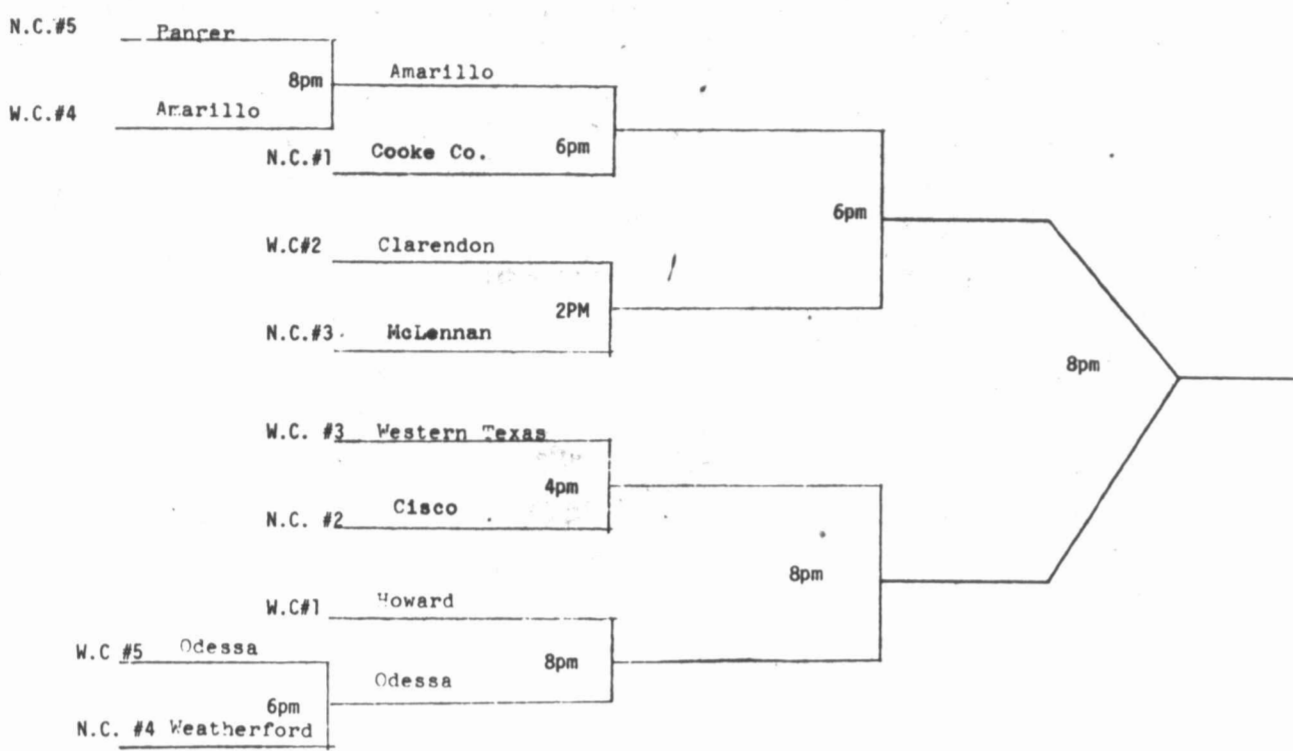 N.C.#5 Ranger
8pm Amarillo
W.C.#4 Amarillo
N.C.#1 Cooke Co. 6pm
6pm
W.C#2 Clarendon
2PM
N.C.#3 McLennan
8pm
W.C. #3 Western Texas
4pm
N.C. #2 Cisco
8pm
W.C#1 Howard
W.C #5 Odessa
8pm
Odessa
6pm
N.C. #4 Weatherford